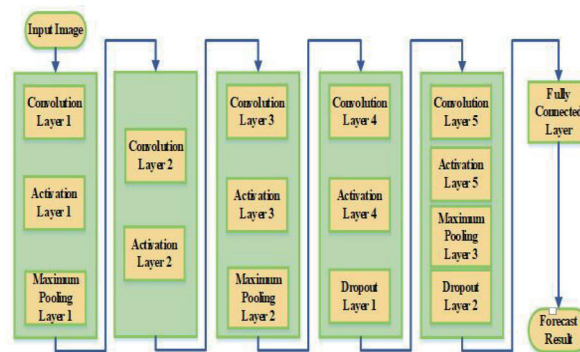 Input Image
Convolution
Layer 1
Activation
Layer 1
Maximum
Pooling
Layer 1
Convolution
Layer 2
Activation
Layer 2
Convolution
Layer 3
Activation
Layer 3
Maximum
Pooling
Layer 2
Convolution
Layer 4
Activation
Layer 4
Dropout
Layer 1
Convolution
Layer 5
Activation
Layer 5
Maximum
Pooling
Layer 3
Dropout
Layer 2
Fully
Connected
Layer
Forecast
Result